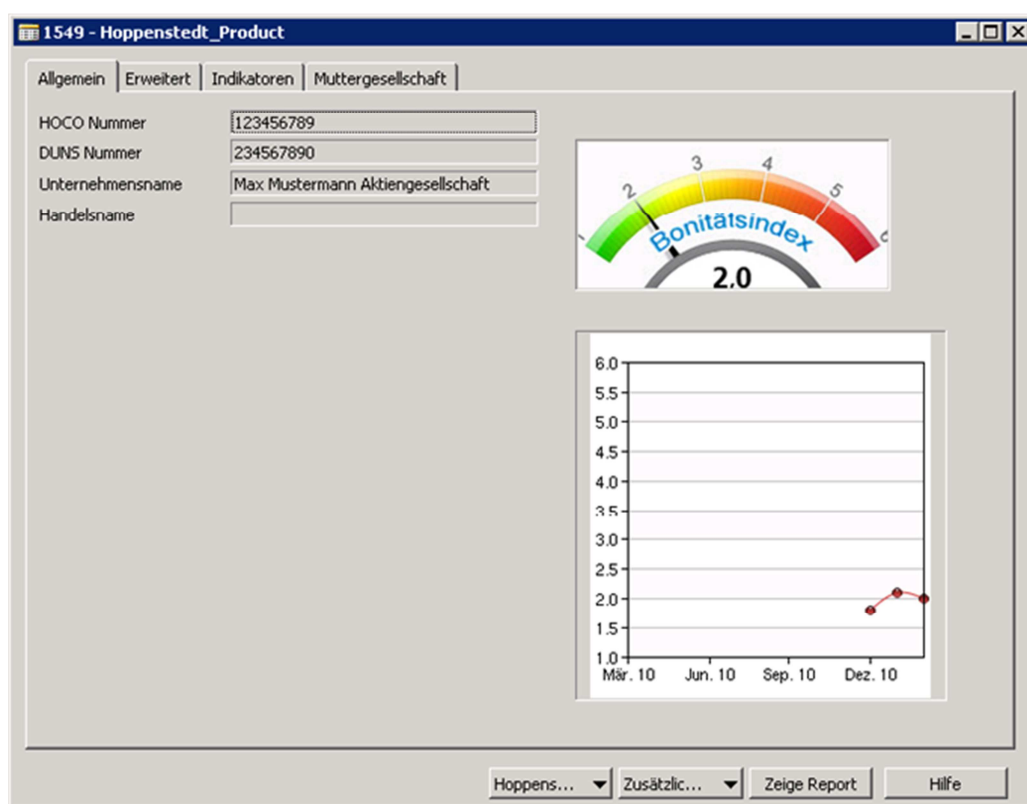 1549 - Hoppenstedt_Product
Allgemein Erweitert Indikatoren Muttergesellschaft
HOCO Nummer 123456789
DUNS Nummer 234567890
Unternehmensname Max Mustermann Aktiengesellschaft
Handelsname
2 3 4 5 6
Bonitätsindex
2,0
6.0
5.5
5.0
4.5
4.0
3.5
3.0
2.5
2.0
1.5
1.0
Mär. 10 Jun. 10 Sep. 10 Dez. 10
Hoppens... Zusätzlic... Zeige Report Hilfe